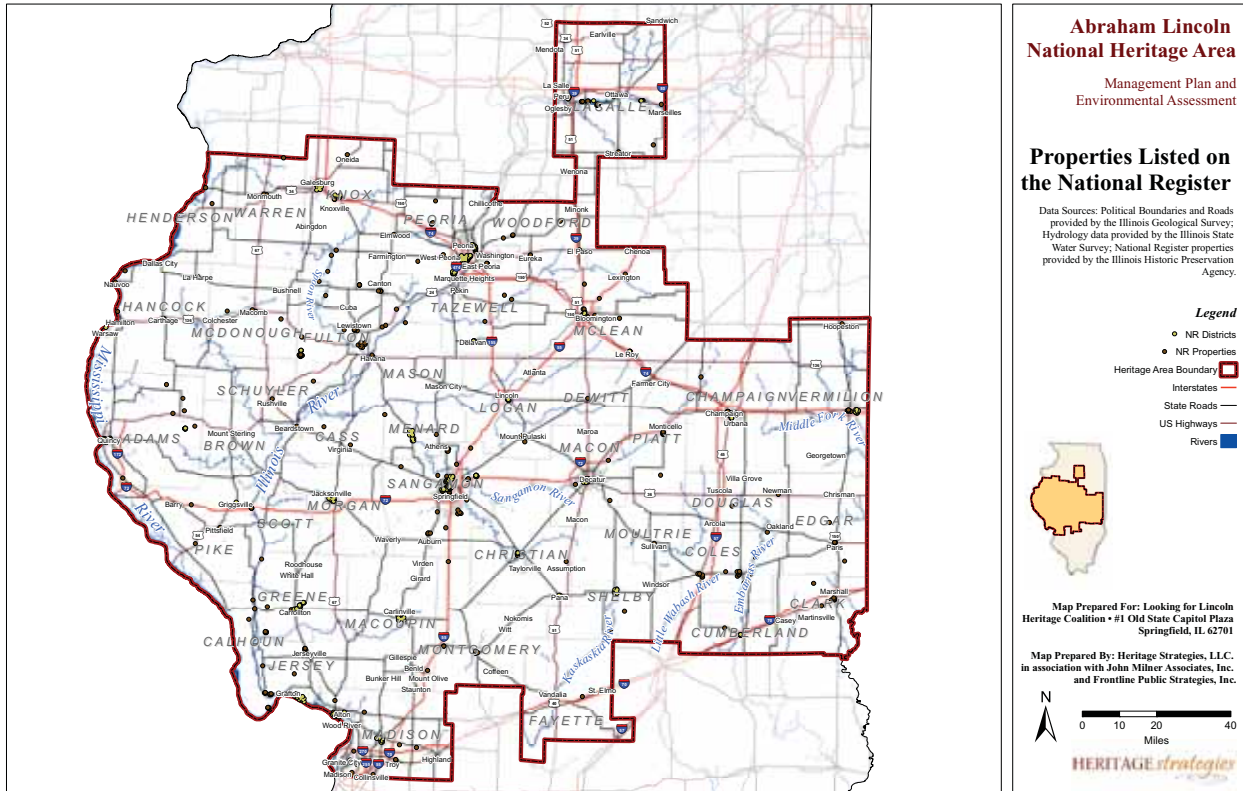 Sandwich
Earlville
Mendota
La Salle
Peru
Ottawa
Oglesby
LASALLE
Marseilles
Streator
Wenona
Oneida
Galesburg
KNOX
Monmouth
Knoxville
HENDERSON
WARREN
Abingdon
Chillicothe
PEORIA
WOODFORD
Minonk
Elmwood
Peoria
Dallas City
Farmington
West Peoria
Washington
Eureka
El Paso
Chenoa
East Peoria
La Harpe
Spoon River
Marquette Heights
Lexington
Nauvoo
Bushnell
Canton
Pekin
HANCOCK
Macomb
Cuba
TAZEWELL
Hamilton
Carthage
Colchester
Bloomington
Hoopeston
Warsaw
MCDONOUGH
Lewistown
MCLEAN
FULTON
Delavan
Havana
Le Roy
Mississippi
MASON
Atlanta
Mason City
Farmer City
SCHUYLER
River
LOGAN
DEWITT
CHAMPAIGN
VERMILION
Rushville
Lincoln
Champaign
Urbana
Beardstown
MENARD
Maroa
Monticello
Middle Fork River
Quincy
ADAMS
Mount Sterling
CASS
Athens
Mount Pulaski
PIATT
BROWN
Virginia
MACON
Georgetown
Illinois
SANGAMON
Decatur
Villa Grove
River
Jacksonville
Springfield
Sangamon River
Tuscola
Newman
Chrisman
Barry
Griggsville
MORGAN
DOUGLAS
SCOTT
Macon
Arcola
Pittsfield
MOULTRIE
Oakland
EDGAR
PIKE
Waverly
Auburn
Sullivan
COLES
Paris
CHRISTIAN
Roodhouse
Virden
Taylorville
Assumption
White Hall
Girard
Windsor
Embarras River
GREENE
Pana
SHELBY
Marshall
Carrollton
Carlinville
Little Wabash River
CLARK
MACOUPIN
Nokomis
Casey
Martinsville
CALHOUN
Witt
CUMBERLAND
Jerseyville
MONTGOMERY
Kaskaskia River
JERSEY
Gillespie
Benld
Bunker Hill
Mount Olive
Coffeen
Staunton
St. Elmo
Grafton
Vandalia
Alton
FAYETTE
Wood River
MADISON
Highland
Granite City
Troy
Madison
Collinsville
Abraham Lincoln
National Heritage Area
Management Plan and
Environmental Assessment
Properties Listed on
the National Register
Data Sources: Political Boundaries and Roads
provided by the Illinois Geological Survey;
Hydrology data provided by the Illinois State
Water Survey; National Register properties
provided by the Illinois Historic Preservation
Agency.
Legend
NR Districts
NR Properties
Heritage Area Boundary
Interstates
State Roads
US Highways
Rivers
Map Prepared For: Looking for Lincoln
Heritage Coalition • #1 Old State Capitol Plaza
Springfield, IL 62701
Map Prepared By: Heritage Strategies, LLC.
in association with John Milner Associates, Inc.
and Frontline Public Strategies, Inc.
N
0 10 20 40
Miles
HERITAGE strategies